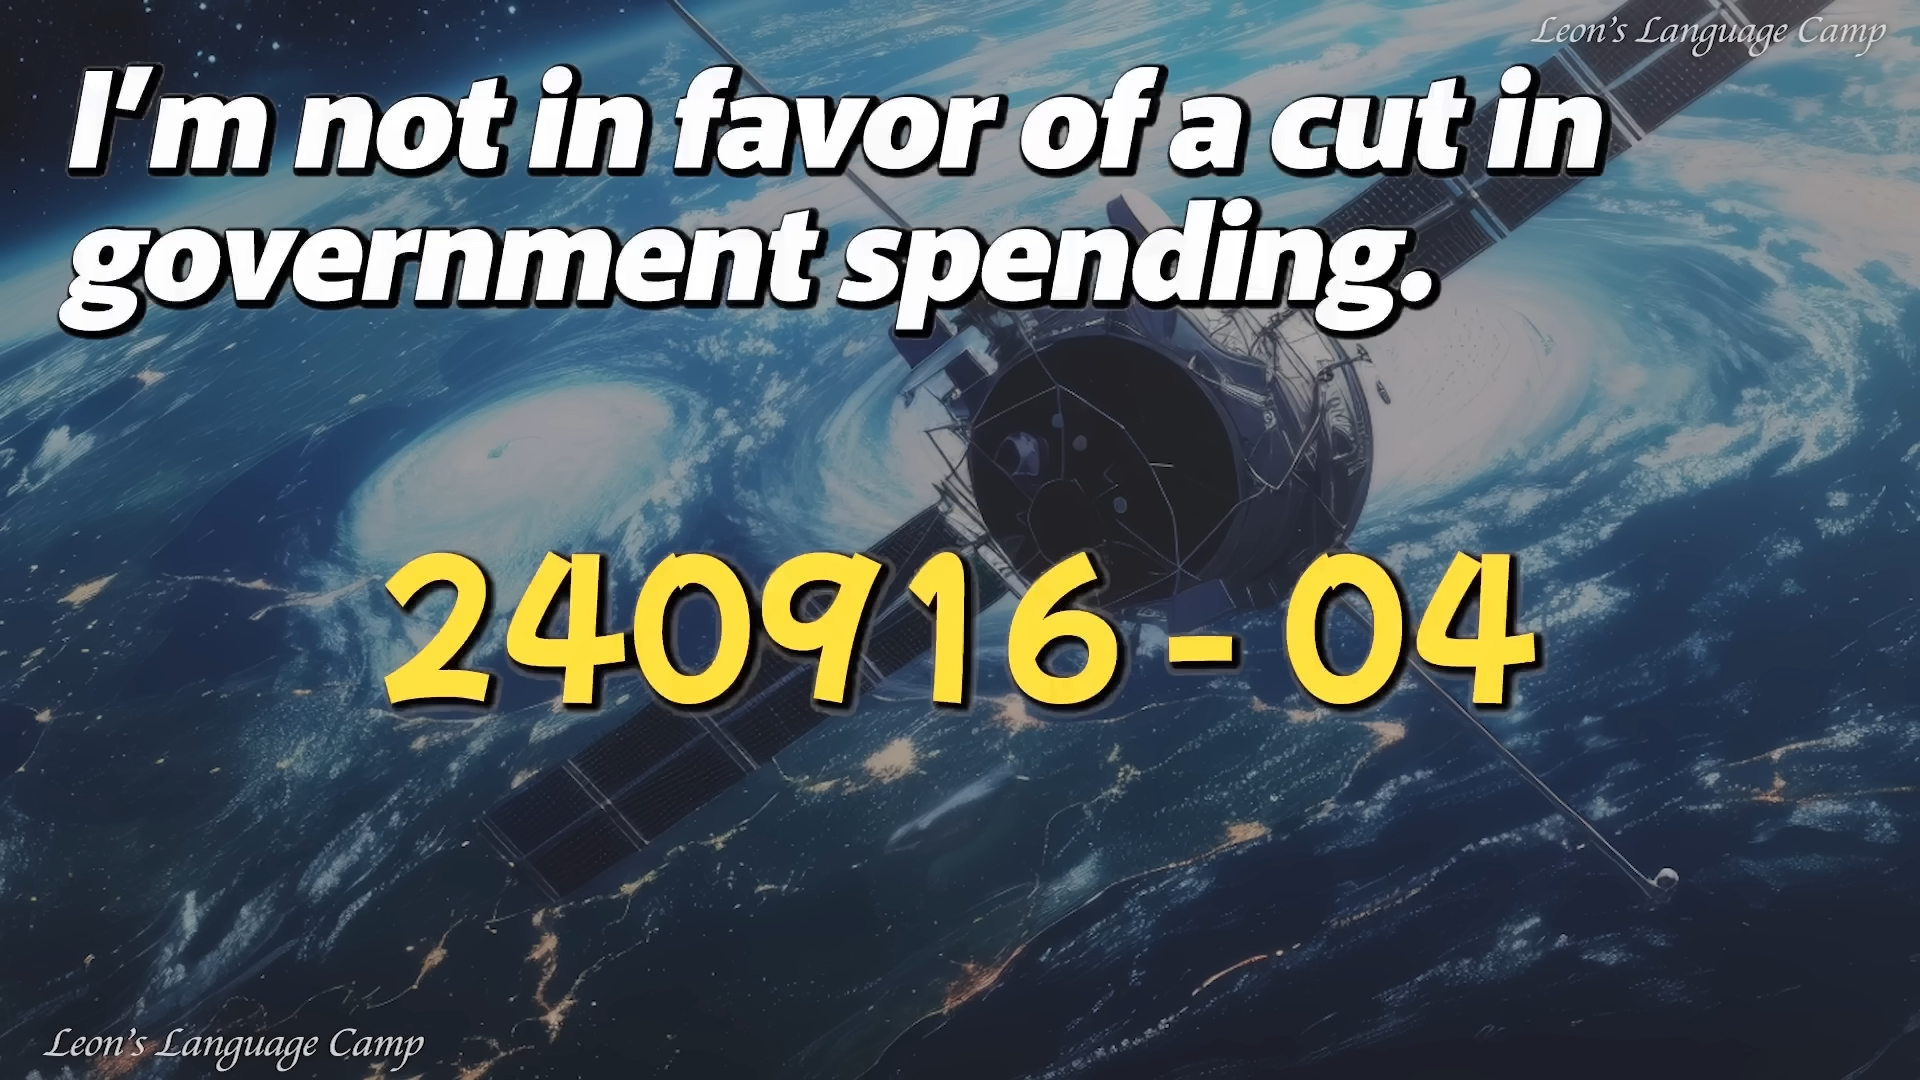 Leon's Language Camp
I'm not in favor of a cut in
government spending.
240916-04
Leon's Language Camp